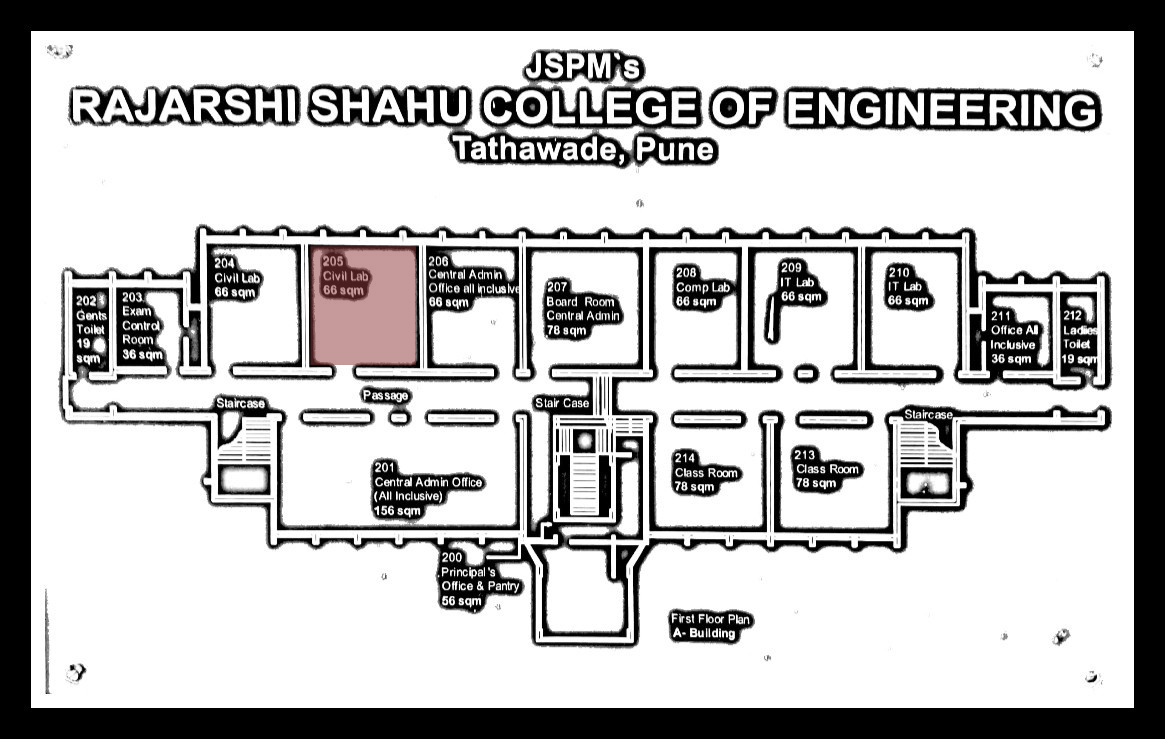 JSPM`s
RAJARSHI SHAHU COLLEGE OF ENGINEERING
Tathawade, Pune
204
Civil Lab
66 sqm
205
Civil Lab
66 sqm
206
Central Admin
Office all inclusive
66 sqm
207
Board Room
Central Admin
78 sqm
208
Comp Lab
66 sqm
209
IT Lab
66 sqm
210
IT Lab
66 sqm
202
Gents
Toilet
19
sqm
203
Exam
Control
Room
36 sqm
211
Office All
Inclusive
36 sqm
212
Ladies
Toilet
19 sqm
Staircase
Passage
Stair Case
Staircase
201
Central Admin Office
(All Inclusive)
156 sqm
214
Class Room
78 sqm
213
Class Room
78 sqm
200
Principal's
Office & Pantry
56 sqm
First Floor Plan
A- Building